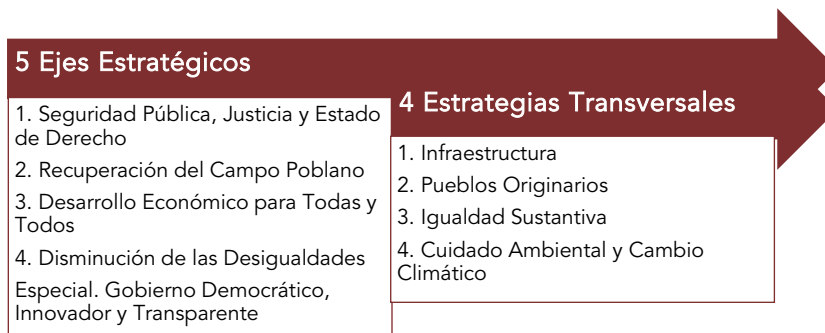 5 Ejes Estratégicos
1. Seguridad Pública, Justicia y Estado
de Derecho
2. Recuperación del Campo Poblano
3. Desarrollo Económico para Todas y
Todos
4. Disminución de las Desigualdades
Especial. Gobierno Democrático,
Innovador y Transparente
4 Estrategias Transversales
1. Infraestructura
2. Pueblos Originarios
3. Igualdad Sustantiva
4. Cuidado Ambiental y Cambio
Climático